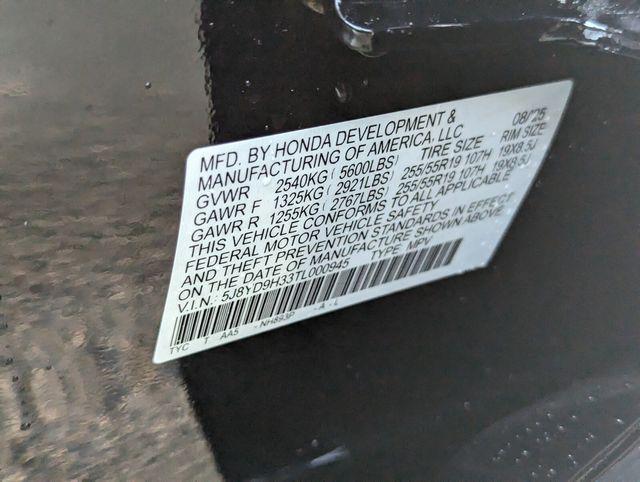 MFD. BY HONDA DEVELOPMENT & 08/'25
MANUFACTURING OF AMERICA, LLC
TIRE SIZE RIM SIZE
GVWR 2540KG ( 5600LBS)
GAWR F 1325KG ( 2921LBS) 255/55R19 107H 19X8.5J
GAWR R 1255KG ( 2767LBS) 255/55R19 107H 19X8.5J
THIS VEHICLE CONFORMS TO ALL APPLICABLE
FEDERAL MOTOR VEHICLE SAFETY
AND THEFT PREVENTION STANDARDS IN EFFECT
ON THE DATE OF MANUFACTURE SHOWN ABOVE.
V.I.N.: 5J8YD9H33TL000945 TYPE: MPV
TYC T AA5 - NH893P - A - L